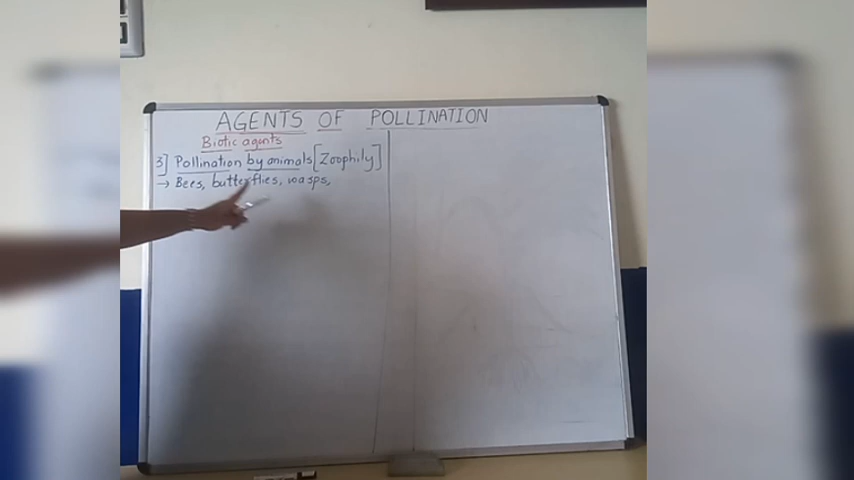 AGENTS OF POLLINATION
Biotic agents
3] Pollination by animals [Zoophily]
→ Bees, butterflies, wasps,